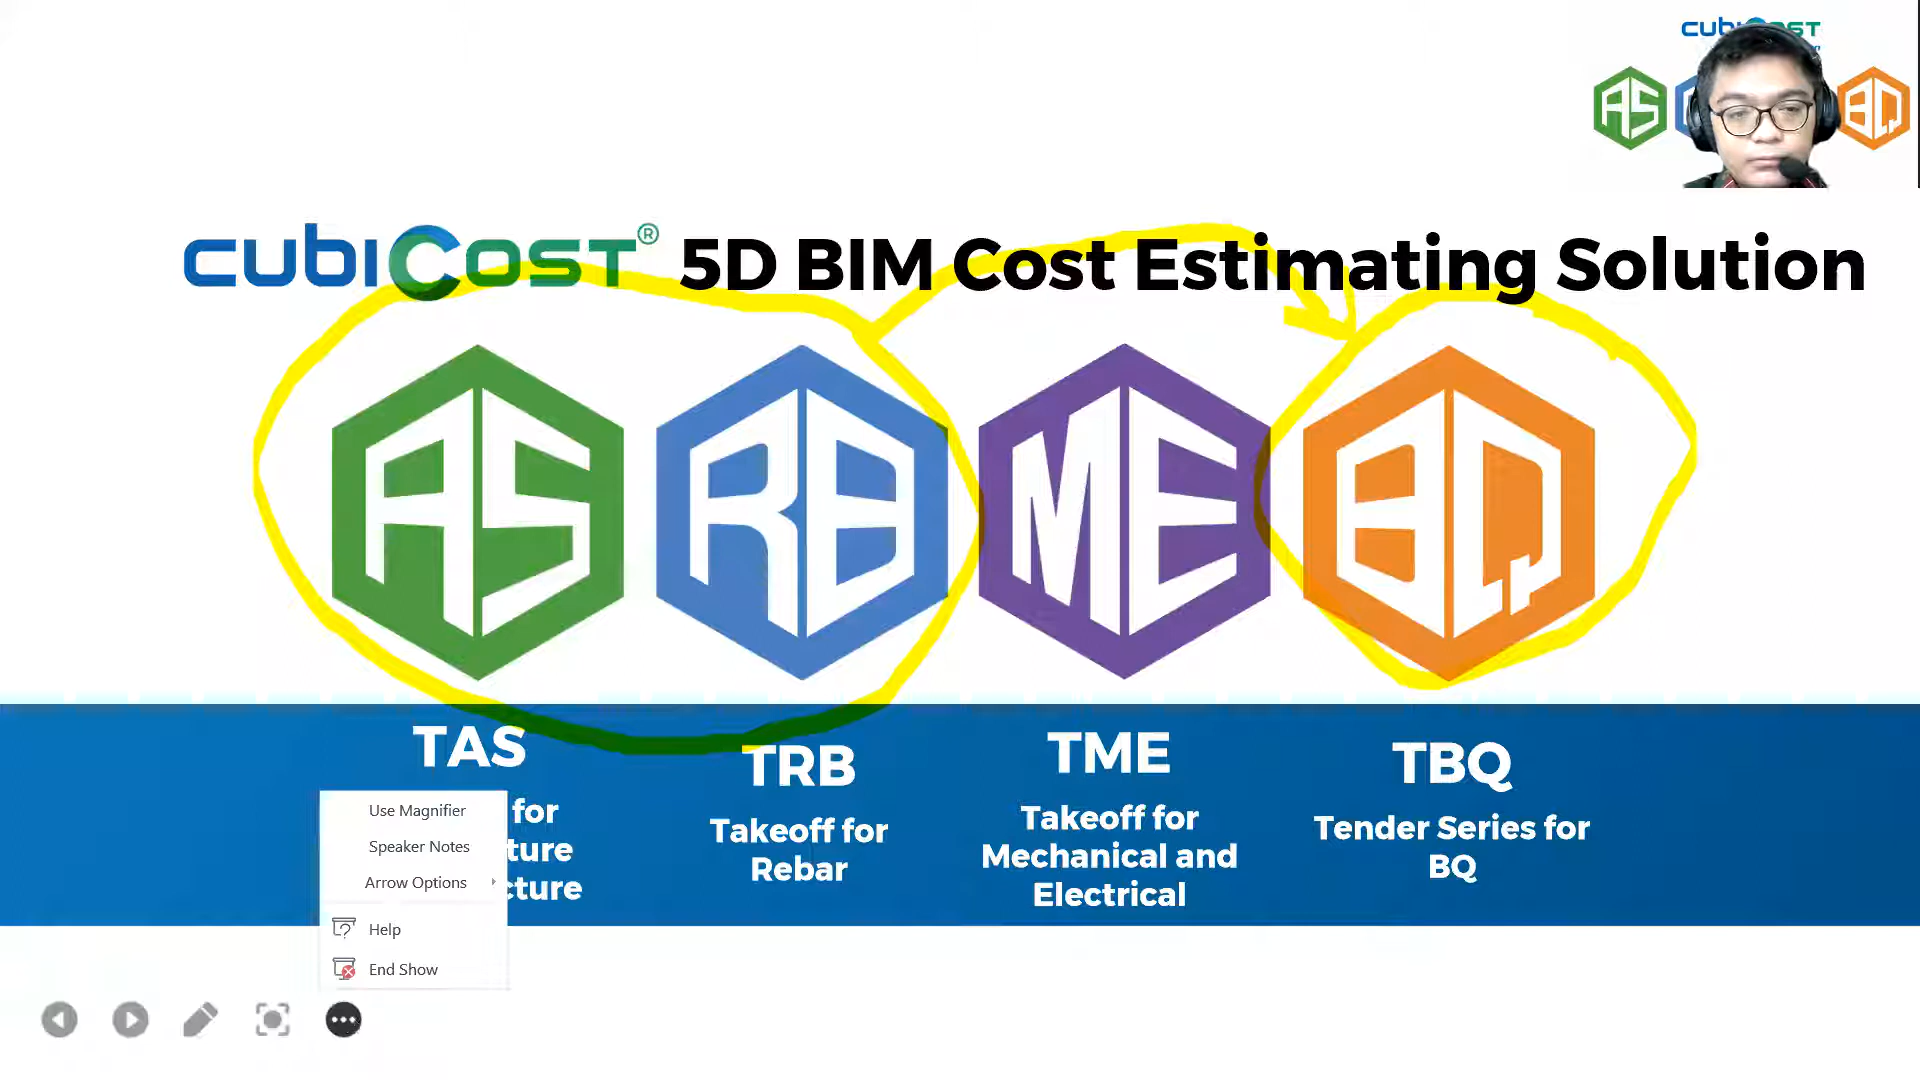 cubicost
AS
BQ
cubicost® 5D BIM Cost Estimating Solution
AS RB ME BQ
TAS
for
ture
cture
TRB
Takeoff for
Rebar
TME
Takeoff for
Mechanical and
Electrical
TBQ
Tender Series for
BQ
Use Magnifier
Speaker Notes
Arrow Options
Help
End Show